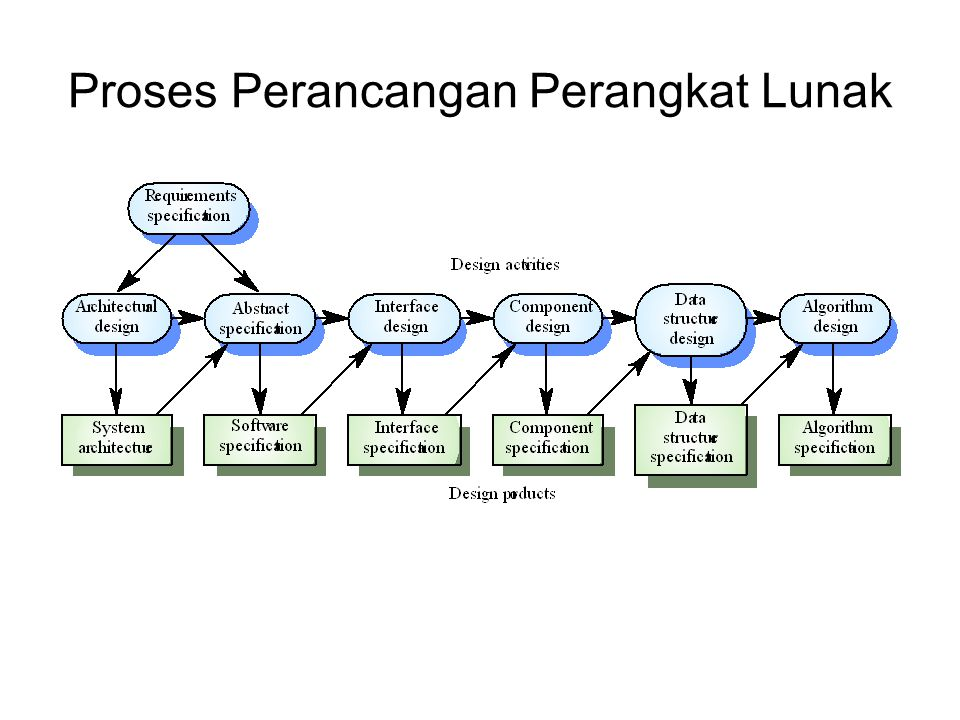 Proses Perancangan Perangkat Lunak
Requirements
specification
Design activities
Architectural
design
Abstract
specification
Interface
design
Component
design
Data
structure
design
Algorithm
design
System
architecture
Software
specification
Interface
specification
Component
specification
Data
structure
specification
Algorithm
specification
Design products